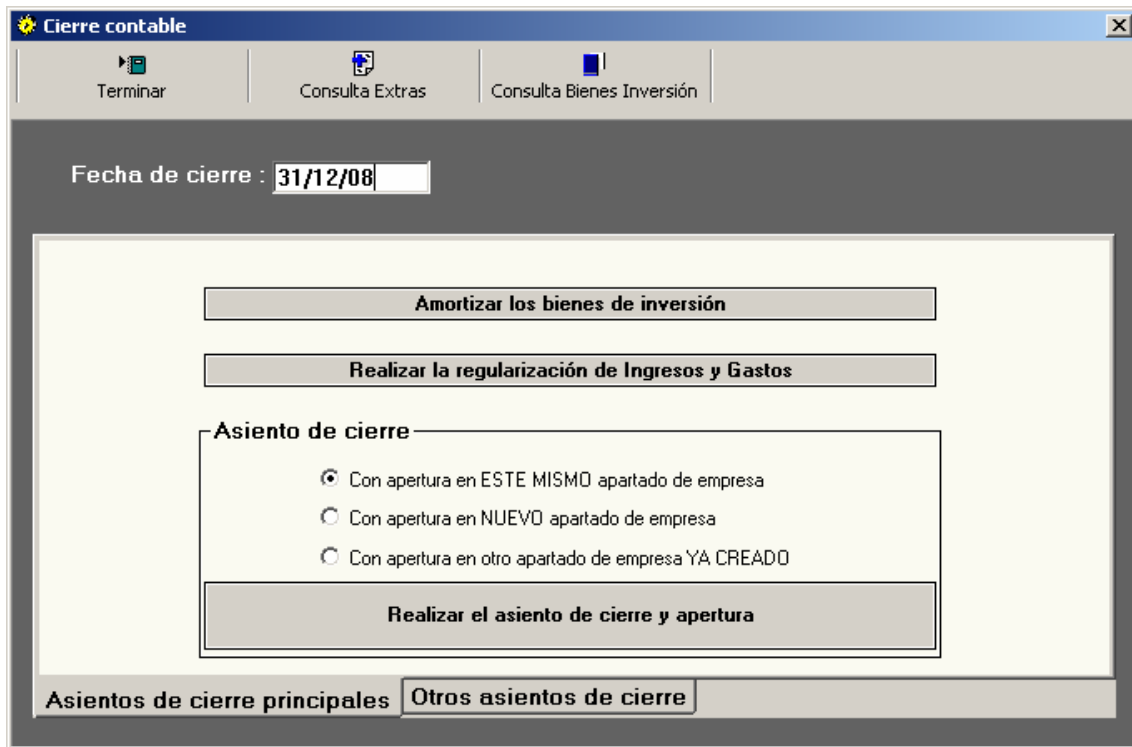 Cierre contable
Terminar
Consulta Extras
Consulta Bienes Inversión
Fecha de cierre : 31/12/08
Amortizar los bienes de inversión
Realizar la regularización de Ingresos y Gastos
Asiento de cierre
Con apertura en ESTE MISMO apartado de empresa
Con apertura en NUEVO apartado de empresa
Con apertura en otro apartado de empresa YA CREADO
Realizar el asiento de cierre y apertura
Asientos de cierre principales
Otros asientos de cierre